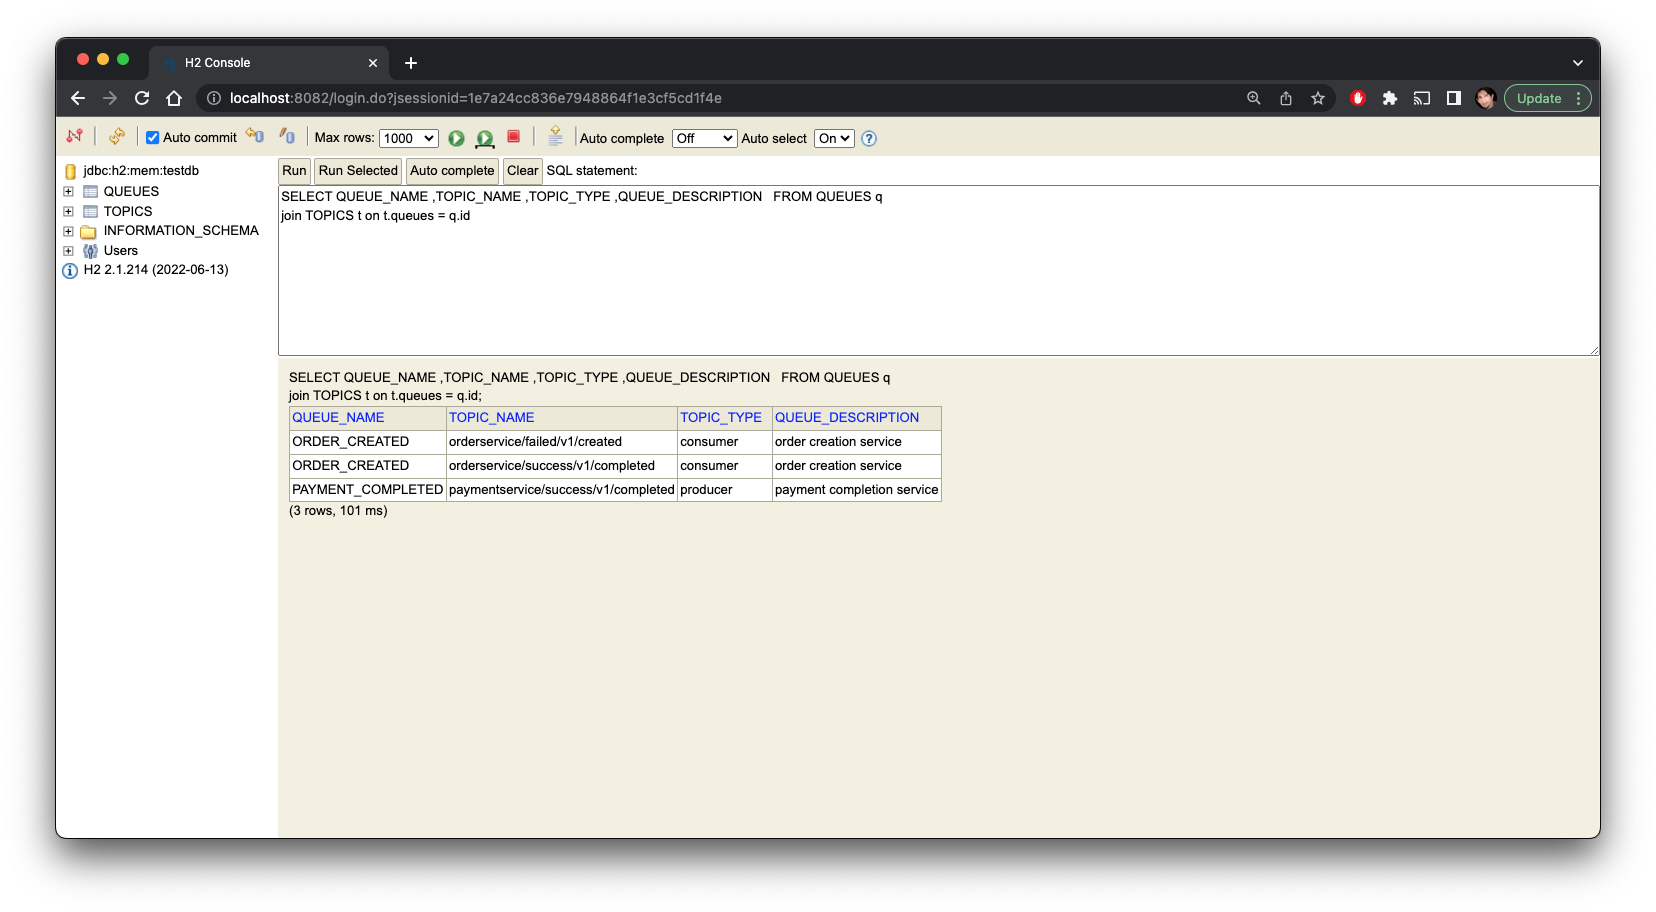 H2 Console
localhost:8082/login.do?jsessionid=1e7a24cc836e7948864f1e3cf5cd1f4e
Update
Auto commit
Max rows: 1000
Auto complete Off
Auto select On
jdbc:h2:mem:testdb
QUEUES
TOPICS
INFORMATION_SCHEMA
Users
H2 2.1.214 (2022-06-13)
Run Run Selected Auto complete Clear SQL statement:
SELECT QUEUE_NAME ,TOPIC_NAME ,TOPIC_TYPE ,QUEUE_DESCRIPTION   FROM QUEUES q
join TOPICS t on t.queues = q.id
SELECT QUEUE_NAME ,TOPIC_NAME ,TOPIC_TYPE ,QUEUE_DESCRIPTION   FROM QUEUES q
join TOPICS t on t.queues = q.id;
QUEUE_NAME TOPIC_NAME TOPIC_TYPE QUEUE_DESCRIPTION
ORDER_CREATED orderservice/failed/v1/created consumer order creation service
ORDER_CREATED orderservice/success/v1/completed consumer order creation service
PAYMENT_COMPLETED paymentservice/success/v1/completed producer payment completion service
(3 rows, 101 ms)